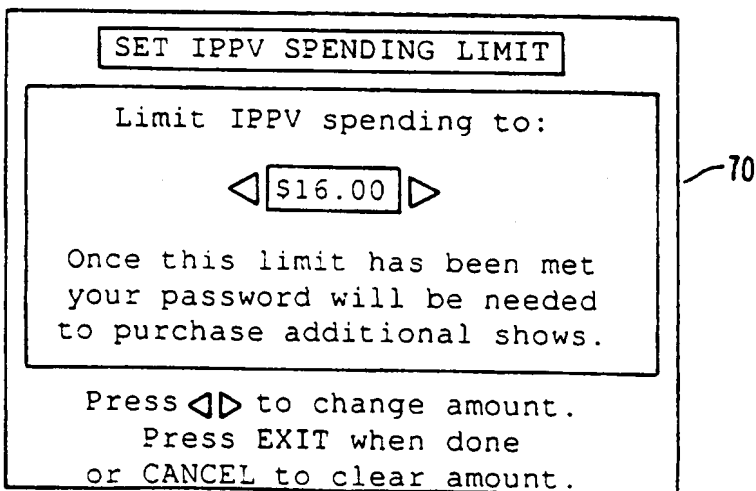 SET IPPV SPENDING LIMIT
Limit IPPV spending to:
◁ $16.00 ▷
Once this limit has been met
your password will be needed
to purchase additional shows.
Press ◁▷ to change amount.
Press EXIT when done
or CANCEL to clear amount.
70